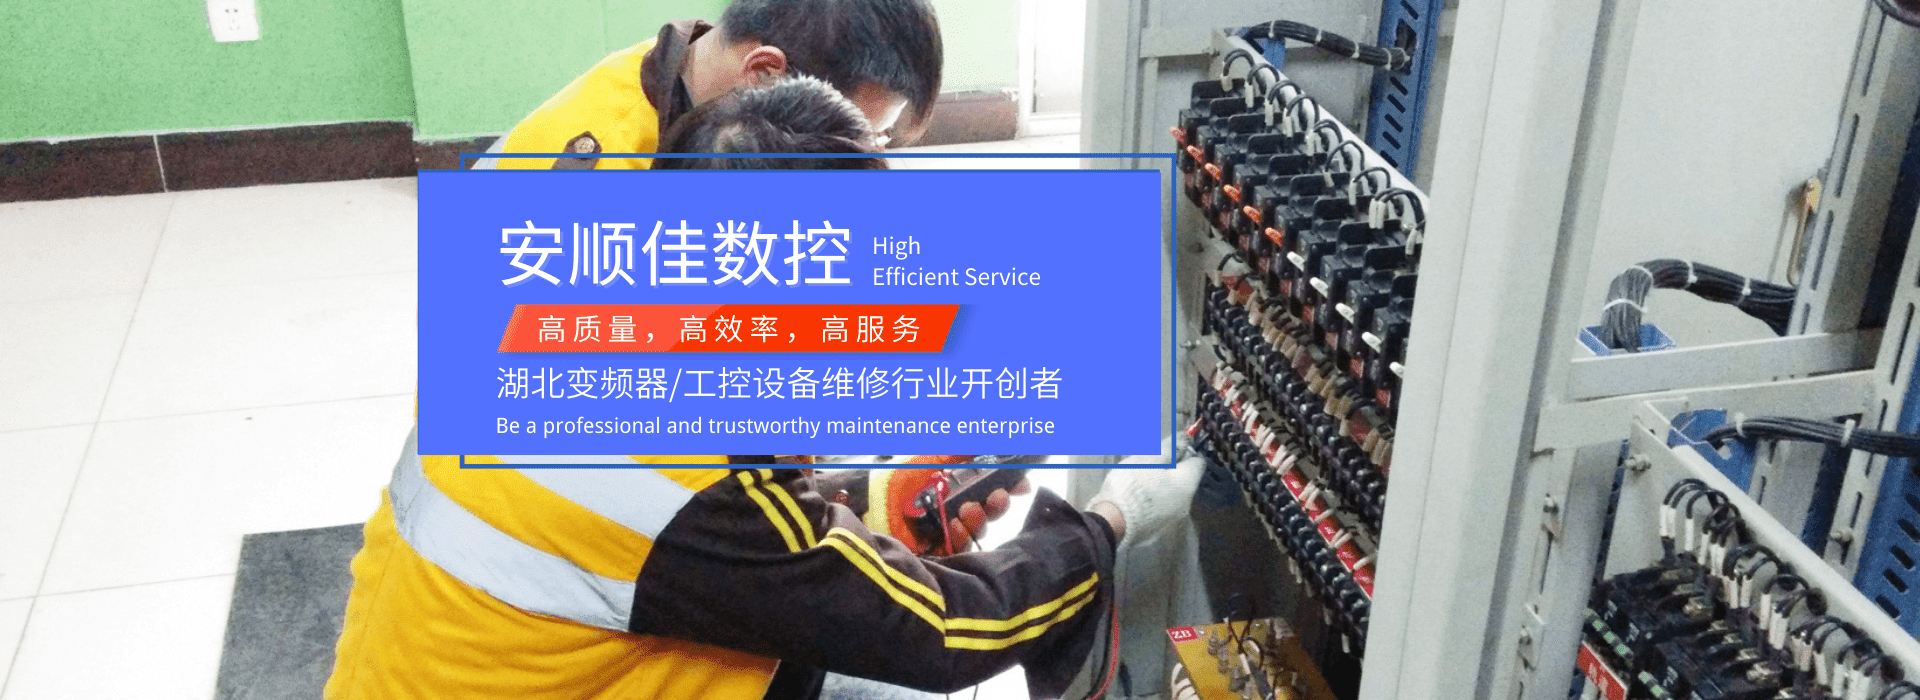 安顺佳数控
High
Efficient Service
高质量，高效率，高服务
湖北变频器/工控设备维修行业开创者
Be a professional and trustworthy maintenance enterprise
ZB